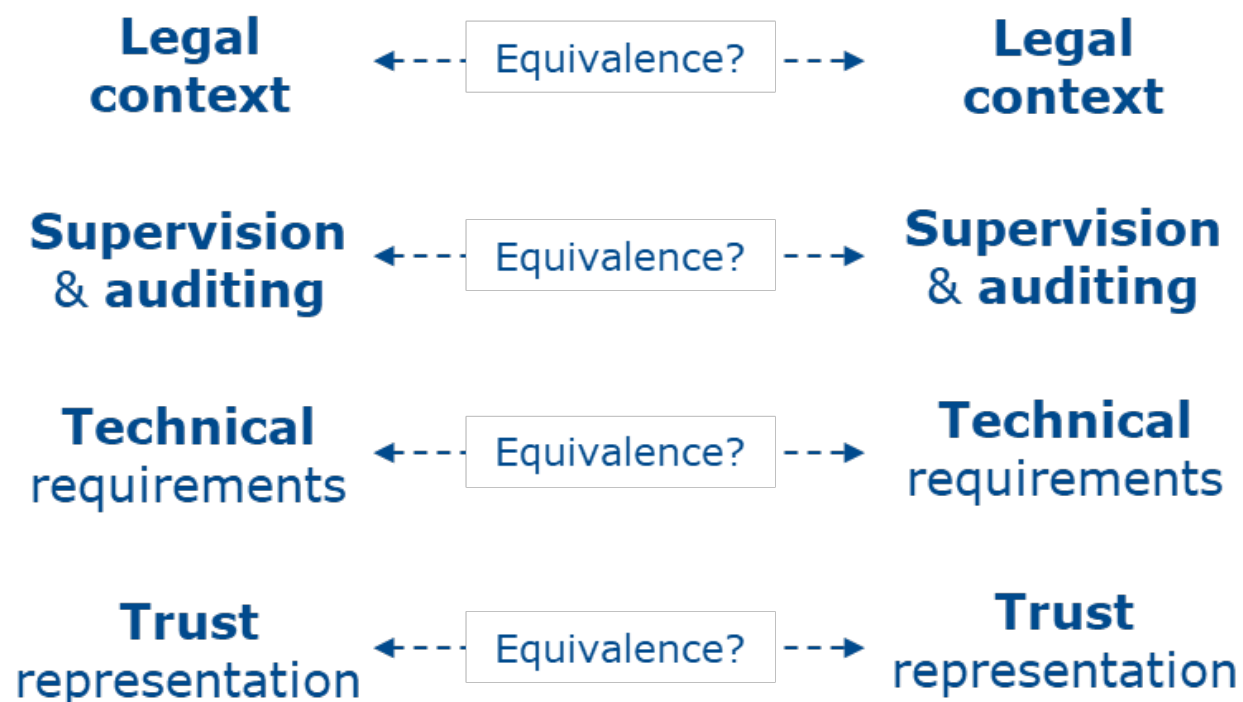 Legal
context
Equivalence?
Legal
context
Supervision
& auditing
Equivalence?
Supervision
& auditing
Technical
requirements
Equivalence?
Technical
requirements
Trust
representation
Equivalence?
Trust
representation